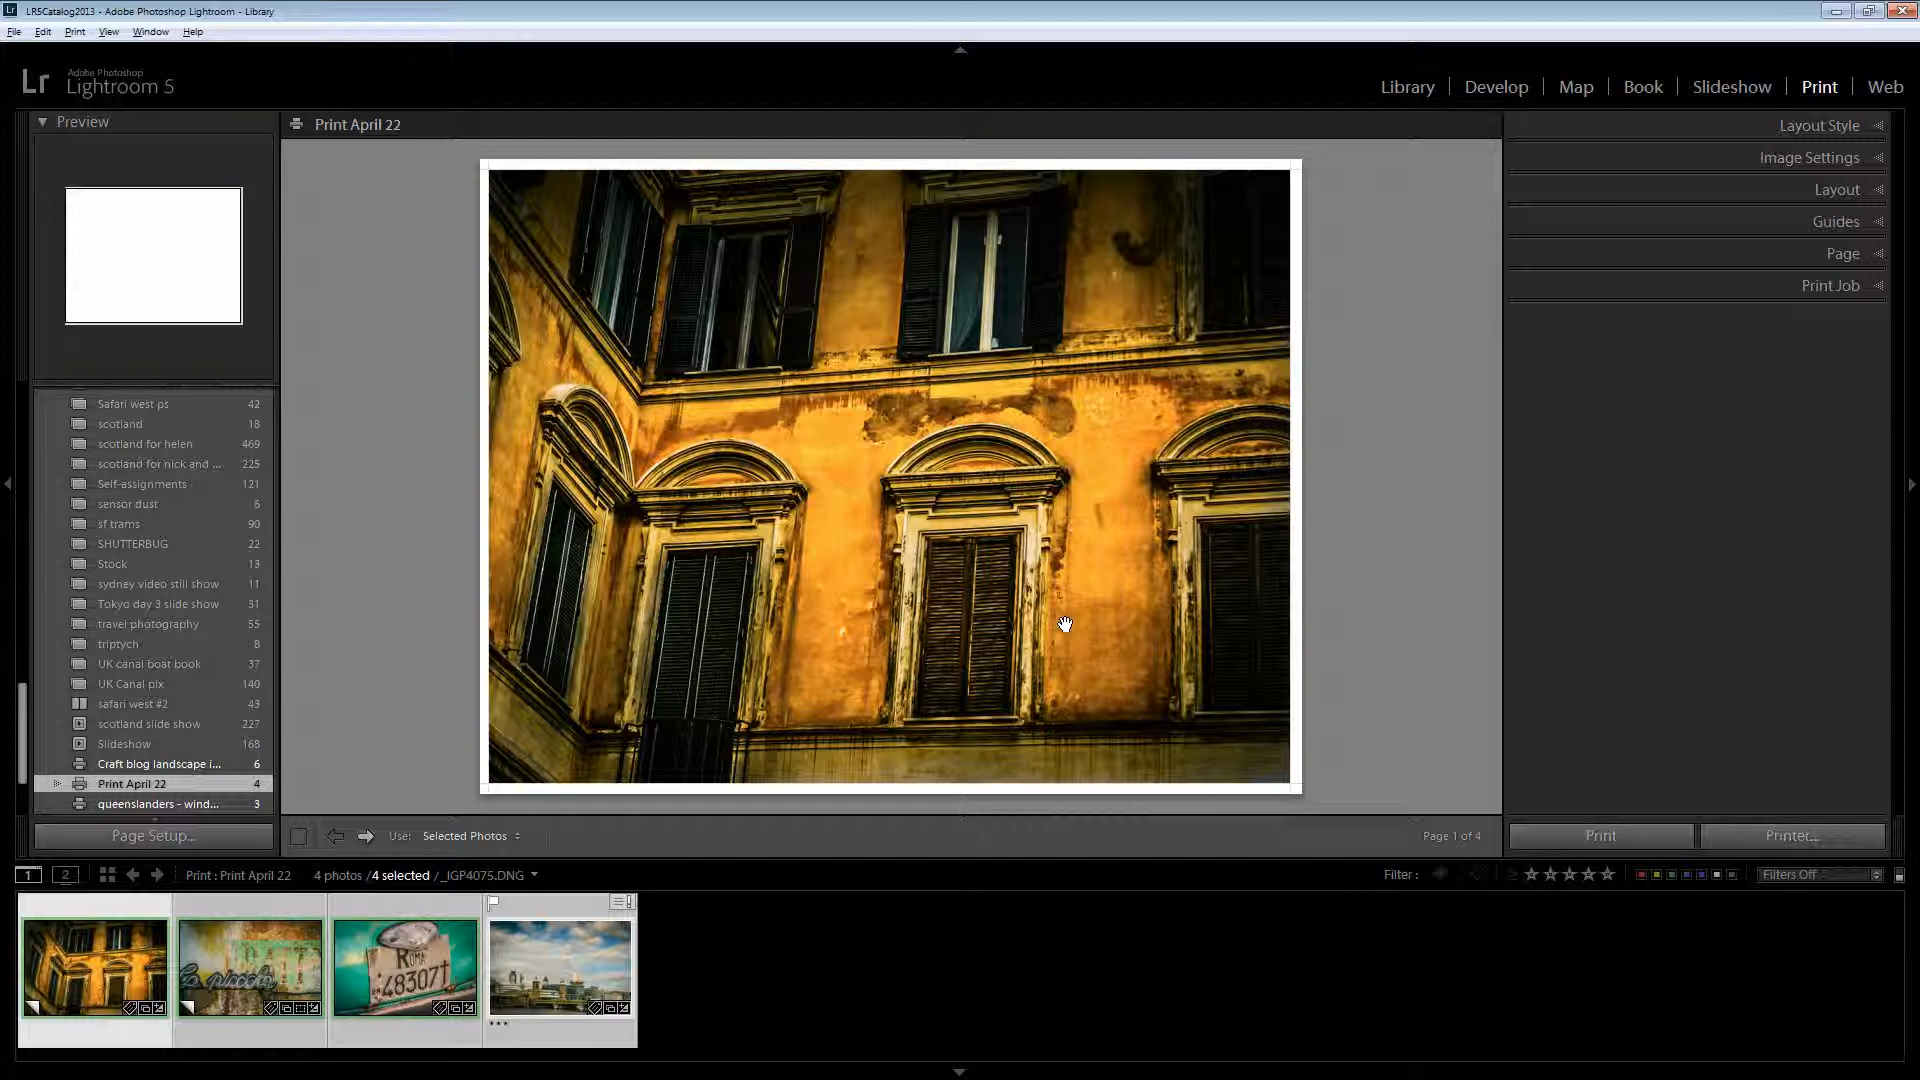 LR5Catalog2013 - Adobe Photoshop Lightroom - Library
File Edit Print View Window Help
Lr Adobe Photoshop
Lightroom 5
Library Develop Map Book Slideshow Print Web
Preview
Print April 22
Layout Style
Image Settings
Layout
Guides
Page
Print Job
Safari west ps 42
scotland 18
scotland for helen 469
scotland for nick and ... 225
Self-assignments 121
sensor dust 6
sf trams 90
SHUTTERBUG 22
Stock 13
sydney video still show 11
Tokyo day 3 slide show 31
travel photography 55
triptych 8
UK canal boat book 37
UK Canal pix 140
safari west #2 43
scotland slide show 227
Slideshow 168
Craft blog landscape i... 6
Print April 22 4
queenslanders - wind... 3
Page Setup...
Use: Selected Photos
Page 1 of 4
Print
Printer...
1 2
Print : Print April 22 4 photos / 4 selected / _IGP4075.DNG
Filter : Filters Off
ROMA
48307